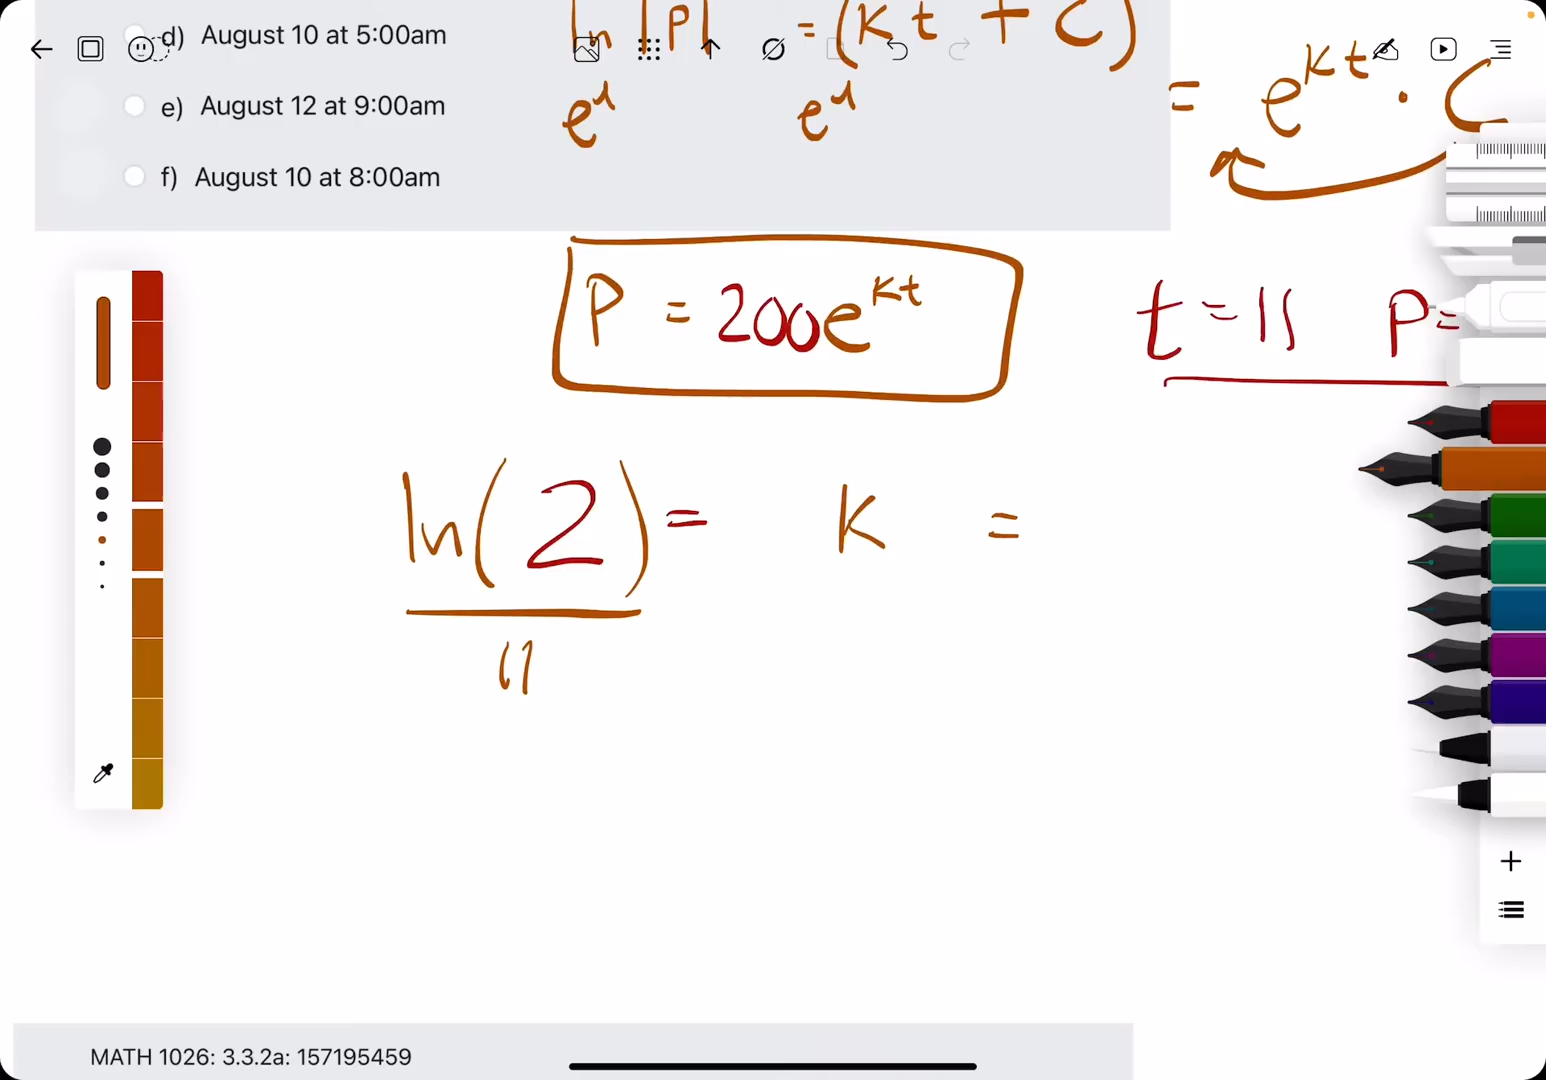 d) August 10 at 5:00am
ln |P| = (kt + C)
e e = e^{kt} · C
e) August 12 at 9:00am
f) August 10 at 8:00am
P = 200e^{kt}
t = 11 P=
ln(2) = k =
11
MATH 1026: 3.3.2a: 157195459